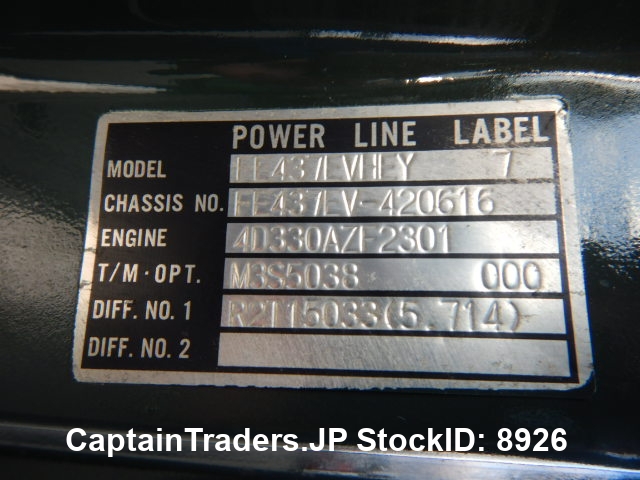 POWER LINE LABEL
MODEL FE437EVHEY 7
CHASSIS NO. FE437EV-420616
ENGINE 4D330AZF2301
T/M·OPT. M3S5038 000
DIFF. NO. 1 R2T15033(5.714)
DIFF. NO. 2
CaptainTraders.JP StockID: 8926